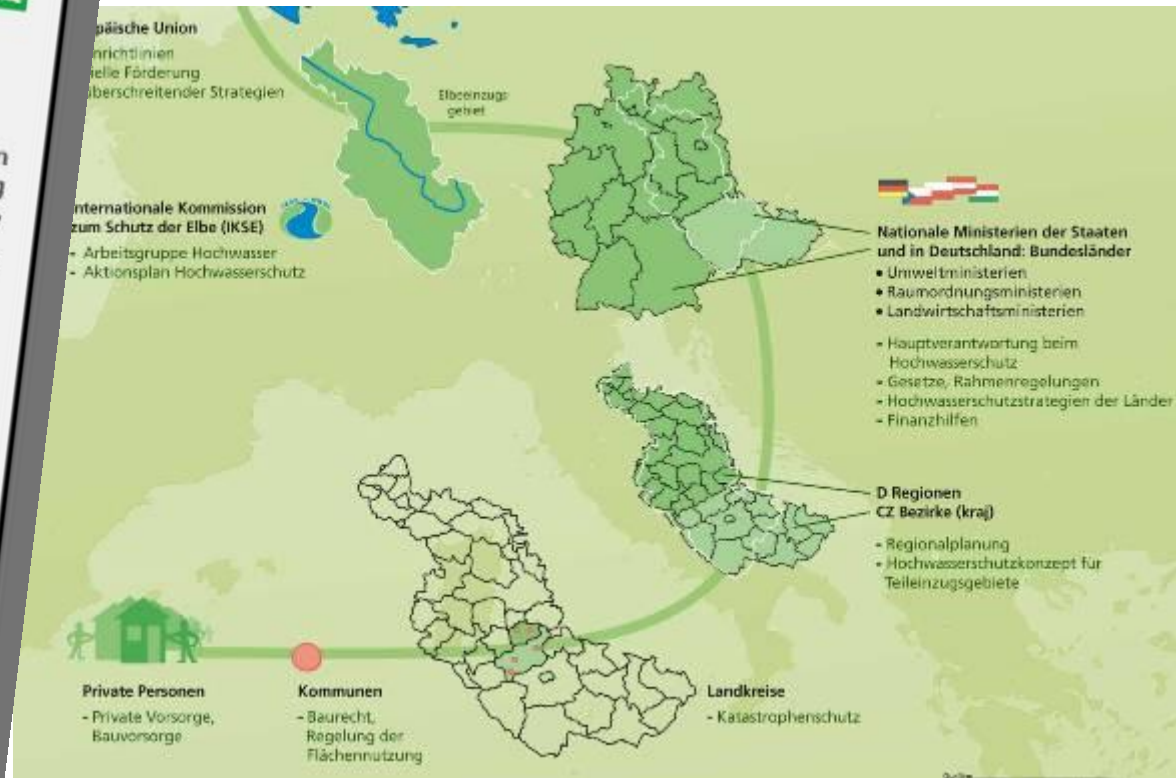 päische Union
nrichtlinien
ielle Förderung
überschreitender Strategien
Elbeeinzugs-
gebiet
nternationale Kommission
zum Schutz der Elbe (IKSE)
- Arbeitsgruppe Hochwasser
- Aktionsplan Hochwasserschutz
Nationale Ministerien der Staaten
und in Deutschland: Bundesländer
• Umweltministerien
• Raumordnungsministerien
• Landwirtschaftsministerien
- Hauptverantwortung beim
Hochwasserschutz
- Gesetze, Rahmenregelungen
- Hochwasserschutzstrategien der Länder
- Finanzhilfen
D Regionen
CZ Bezirke (kraj)
- Regionalplanung
- Hochwasserschutzkonzept für
Teileinzugsgebiete
Private Personen
- Private Vorsorge,
Bauvorsorge
Kommunen
- Baurecht,
Regelung der
Flächennutzung
Landkreise
- Katastrophenschutz